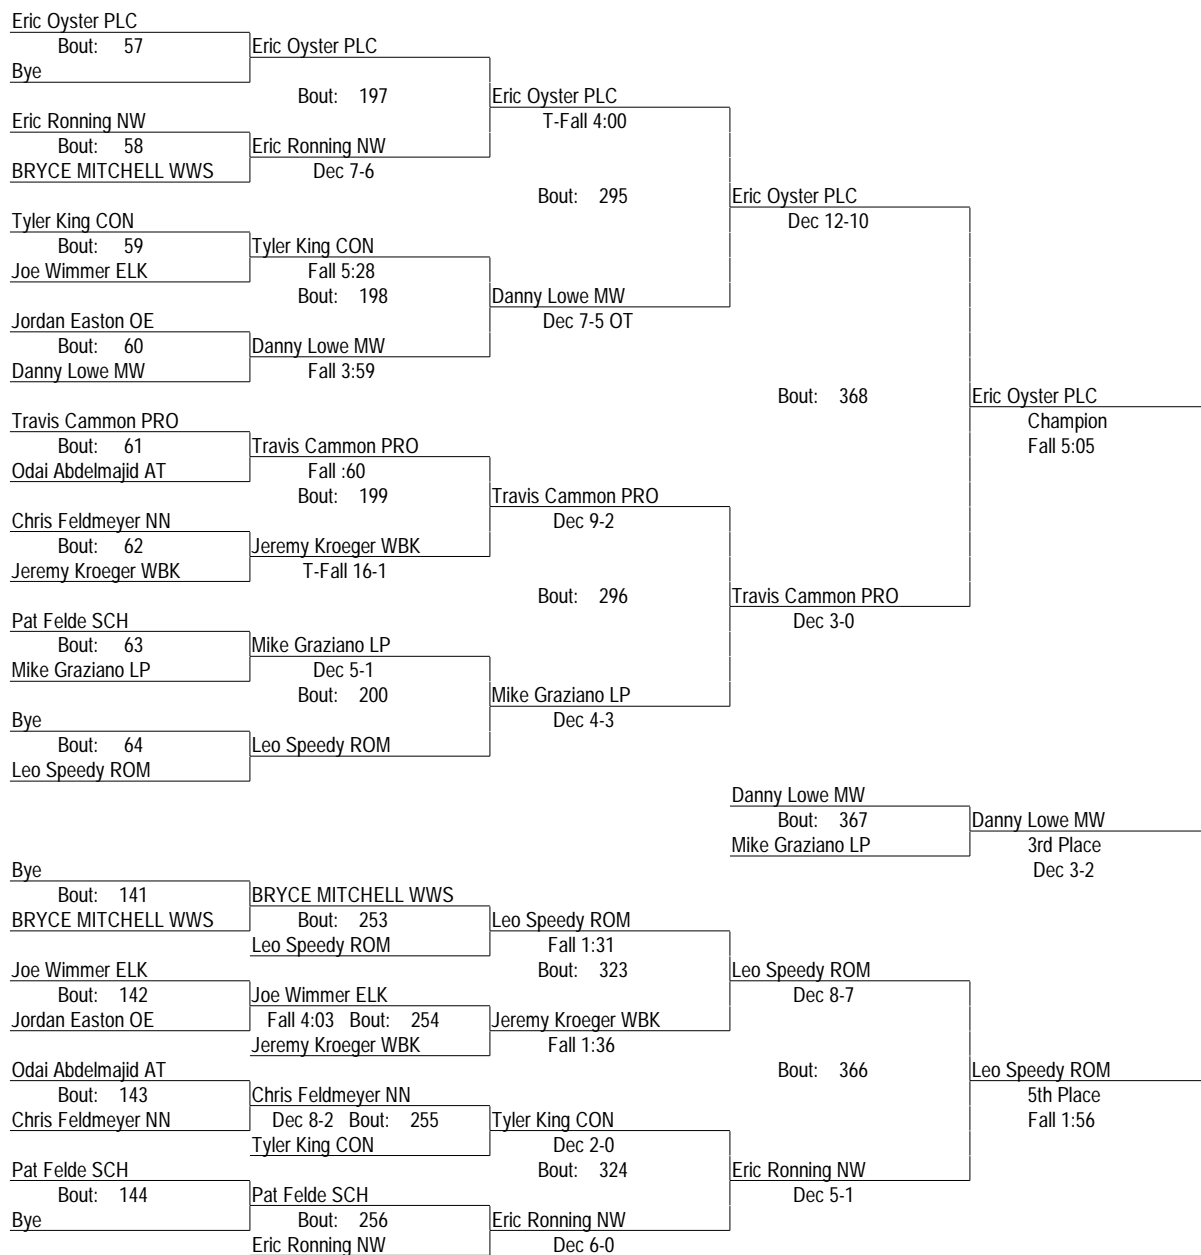 Eric Oyster PLC
Bout: 57
Eric Oyster PLC
Bye
Bout: 197
Eric Oyster PLC
Eric Ronning NW
T-Fall 4:00
Bout: 58
Eric Ronning NW
BRYCE MITCHELL WWS
Dec 7-6
Bout: 295
Eric Oyster PLC
Tyler King CON
Dec 12-10
Bout: 59
Tyler King CON
Joe Wimmer ELK
Fall 5:28
Bout: 198
Danny Lowe MW
Jordan Easton OE
Dec 7-5 OT
Bout: 60
Danny Lowe MW
Danny Lowe MW
Fall 3:59
Bout: 368
Eric Oyster PLC
Travis Cammon PRO
Champion
Bout: 61
Travis Cammon PRO
Fall 5:05
Odai Abdelmajid AT
Fall :60
Bout: 199
Travis Cammon PRO
Chris Feldmeyer NN
Dec 9-2
Bout: 62
Jeremy Kroeger WBK
Jeremy Kroeger WBK
T-Fall 16-1
Bout: 296
Travis Cammon PRO
Pat Felde SCH
Dec 3-0
Bout: 63
Mike Graziano LP
Mike Graziano LP
Dec 5-1
Bout: 200
Mike Graziano LP
Bye
Dec 4-3
Bout: 64
Leo Speedy ROM
Leo Speedy ROM
Danny Lowe MW
Bout: 367
Danny Lowe MW
Mike Graziano LP
3rd Place
Dec 3-2
Bye
Bout: 141
BRYCE MITCHELL WWS
BRYCE MITCHELL WWS
Bout: 253
Leo Speedy ROM
Leo Speedy ROM
Fall 1:31
Joe Wimmer ELK
Bout: 323
Leo Speedy ROM
Bout: 142
Joe Wimmer ELK
Dec 8-7
Jordan Easton OE
Fall 4:03 Bout: 254
Jeremy Kroeger WBK
Jeremy Kroeger WBK
Fall 1:36
Odai Abdelmajid AT
Bout: 366
Leo Speedy ROM
Bout: 143
Chris Feldmeyer NN
5th Place
Chris Feldmeyer NN
Dec 8-2 Bout: 255
Tyler King CON
Fall 1:56
Tyler King CON
Dec 2-0
Pat Felde SCH
Bout: 324
Eric Ronning NW
Bout: 144
Pat Felde SCH
Dec 5-1
Bye
Bout: 256
Eric Ronning NW
Eric Ronning NW
Dec 6-0